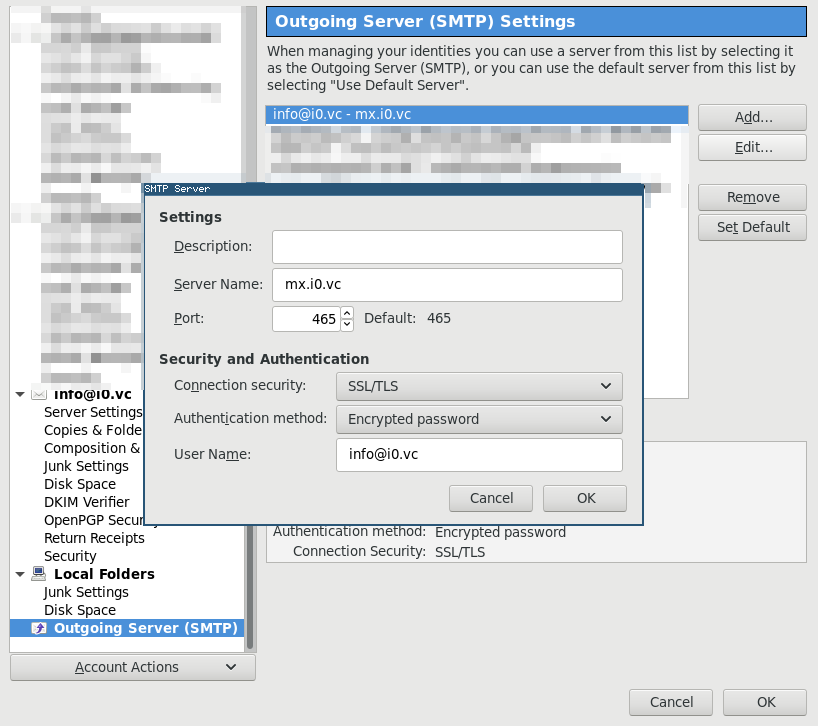 Outgoing Server (SMTP) Settings
When managing your identities you can use a server from this list by selecting it
as the Outgoing Server (SMTP), or you can use the default server from this list by
selecting "Use Default Server".
info@i0.vc - mx.i0.vc
Add...
Edit...
Remove
Set Default
SMTP Server
Settings
Description:
Server Name: mx.i0.vc
Port: 465 Default: 465
Security and Authentication
Connection security: SSL/TLS
Authentication method: Encrypted password
User Name: info@i0.vc
Cancel OK
info@i0.vc
Server Settings
Copies & Folde
Composition &
Junk Settings
Disk Space
DKIM Verifier
OpenPGP Security
Return Receipts
Security
Local Folders
Junk Settings
Disk Space
Outgoing Server (SMTP)
Account Actions
Authentication method: Encrypted password
Connection Security: SSL/TLS
Cancel OK